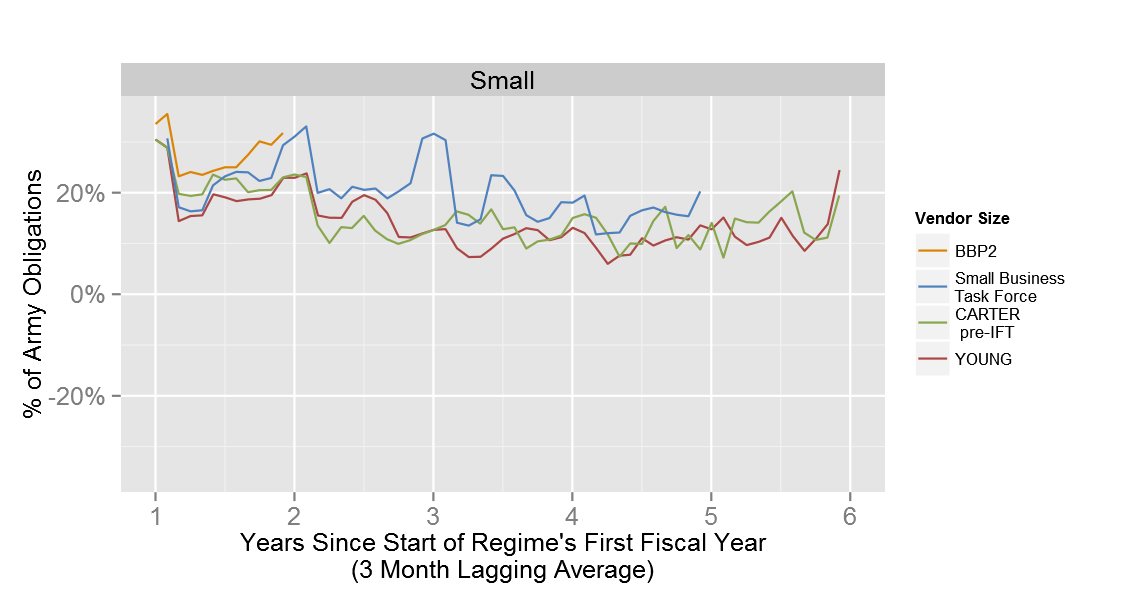 Small
% of Army Obligations
20%
0%
-20%
1 2 3 4 5 6
Years Since Start of Regime's First Fiscal Year
(3 Month Lagging Average)
Vendor Size
BBP2
Small Business
Task Force
CARTER
pre-IFT
YOUNG